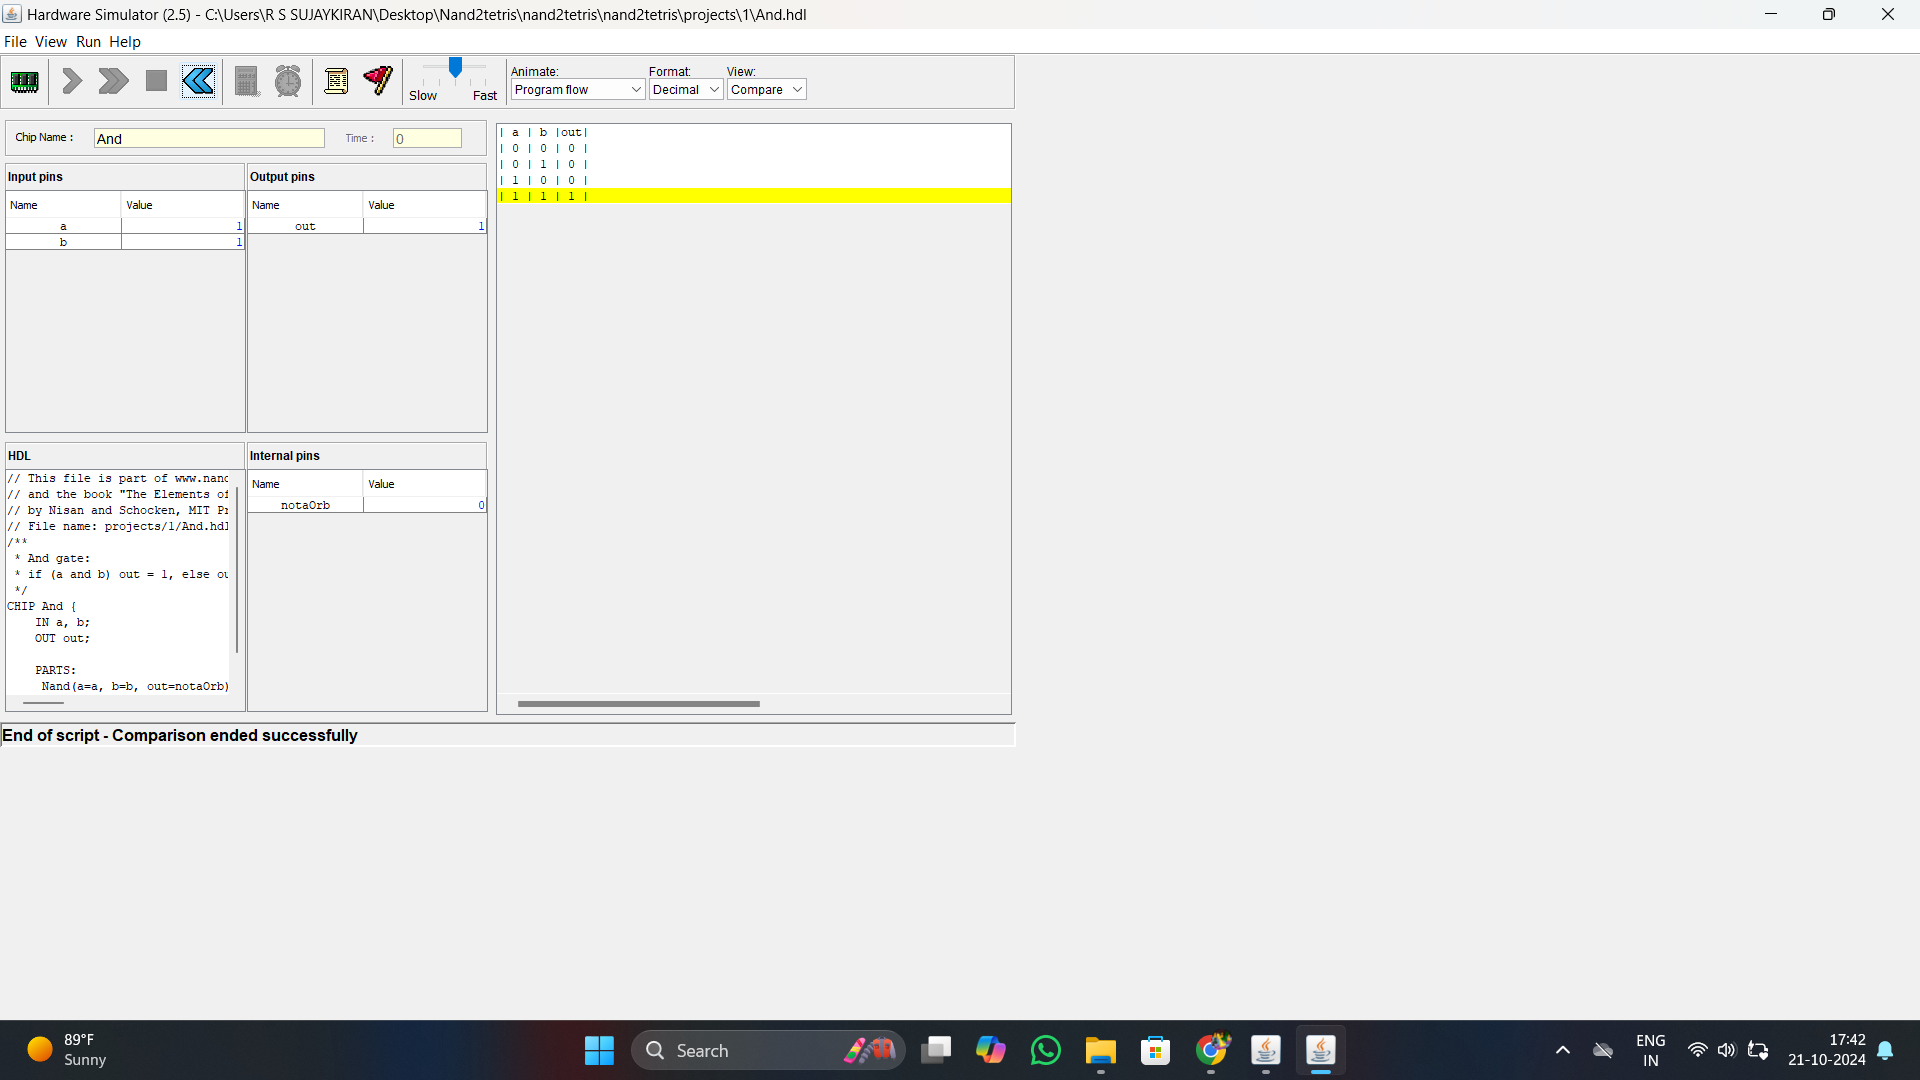 Hardware Simulator (2.5) - C:\Users\R S SUJAYKIRAN\Desktop\Nand2tetris\nand2tetris\nand2tetris\projects\1\And.hdl
File View Run Help
Slow Fast
Animate: Format: View:
Program flow Decimal Compare
Chip Name : And Time : 0
Input pins
Name Value
a 1
b 1
Output pins
Name Value
out 1
| a | b |out|
| 0 | 0 | 0 |
| 0 | 1 | 0 |
| 1 | 0 | 0 |
| 1 | 1 | 1 |
HDL
// This file is part of www.nand
// and the book "The Elements of
// by Nisan and Schocken, MIT Pr
// File name: projects/1/And.hdl
/**
* And gate:
* if (a and b) out = 1, else ou
*/
CHIP And {
IN a, b;
OUT out;
PARTS:
Nand(a=a, b=b, out=notaOrb)
Internal pins
Name Value
notaOrb 0
End of script - Comparison ended successfully
89°F
Sunny
Search
ENG
IN
17:42
21-10-2024